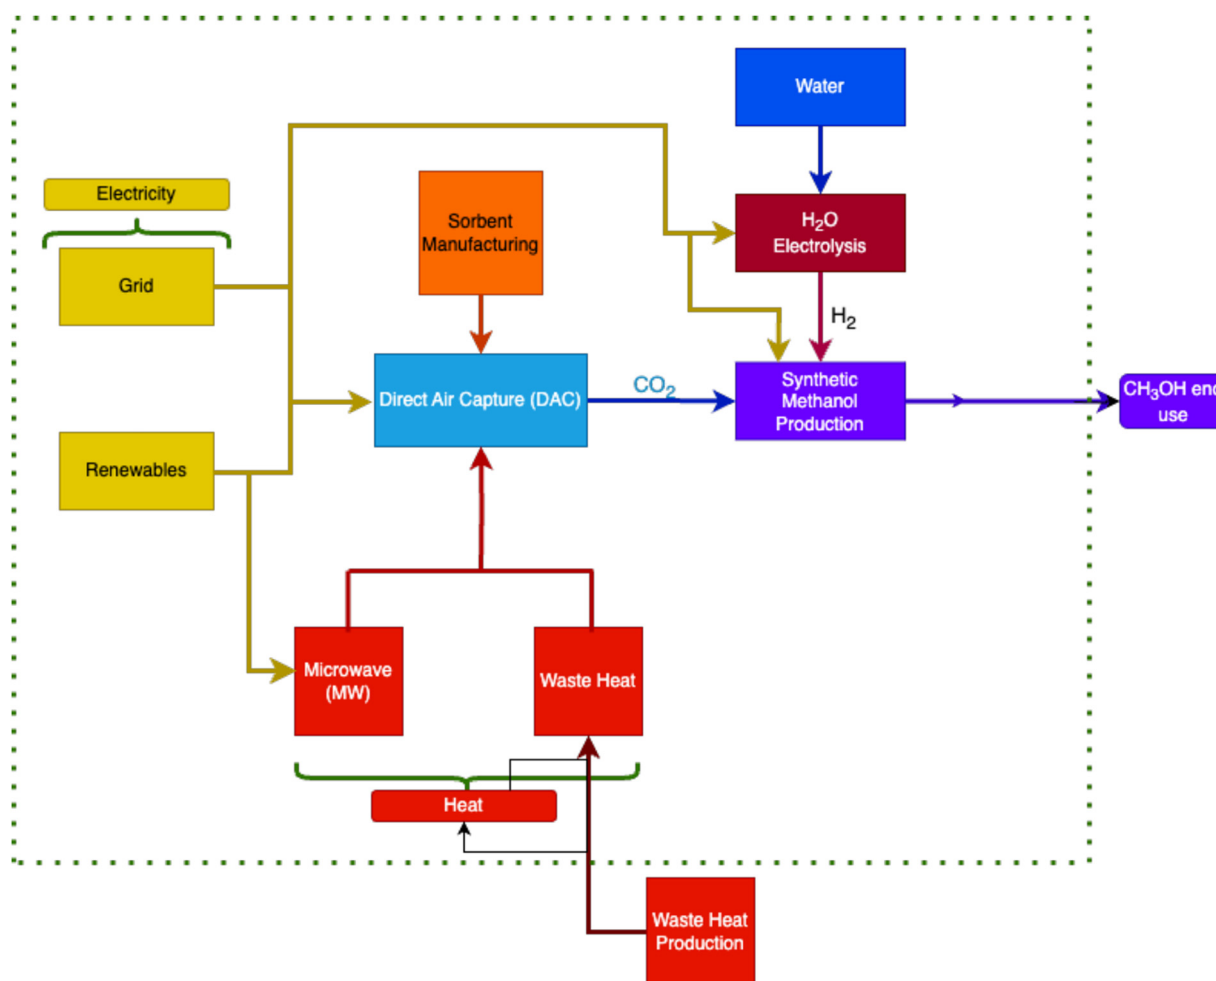 Water
Electricity
Sorbent
Manufacturing
H₂O
Electrolysis
Grid
H₂
Direct Air Capture (DAC)
CO₂
Synthetic
Methanol
Production
CH₃OH end
use
Renewables
Microwave
(MW)
Waste Heat
Heat
Waste Heat
Production